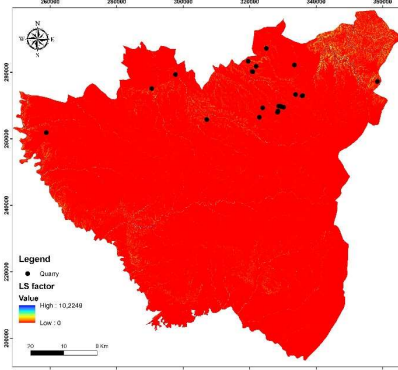 260000 280000 300000 320000 340000 360000
N
W E
S
280000
260000
240000
220000
200000
Legend
Quarry
LS factor
Value
High : 10,2248
Low : 0
20 10 0 Km